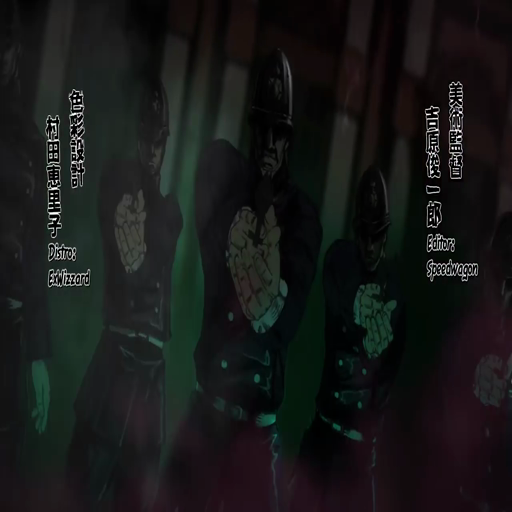 美術監督
吉原俊一郎
Editor:
Speedwagon
色彩設計
村田恵里子
Distro:
ExWizzard